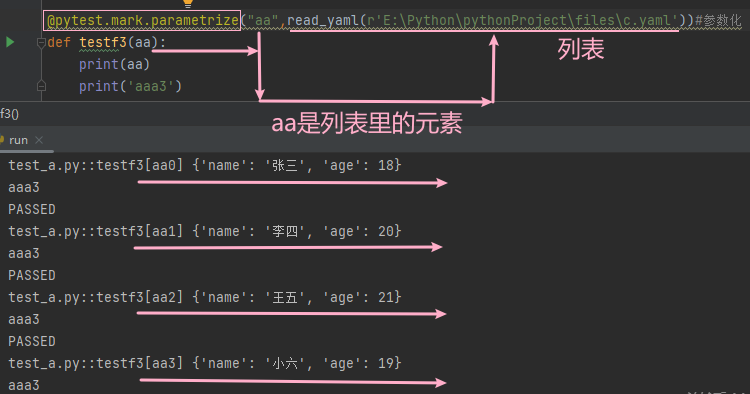 @pytest.mark.parametrize("aa",read_yaml(r'E:\Python\pythonProject\files\c.yaml'))#参数化
def testf3(aa):
列表
print(aa)
print('aaa3')
aa是列表里的元素
f3()
run
test_a.py::testf3[aa0] {'name': '张三', 'age': 18}
aaa3
PASSED
test_a.py::testf3[aa1] {'name': '李四', 'age': 20}
aaa3
PASSED
test_a.py::testf3[aa2] {'name': '王五', 'age': 21}
aaa3
PASSED
test_a.py::testf3[aa3] {'name': '小六', 'age': 19}
aaa3